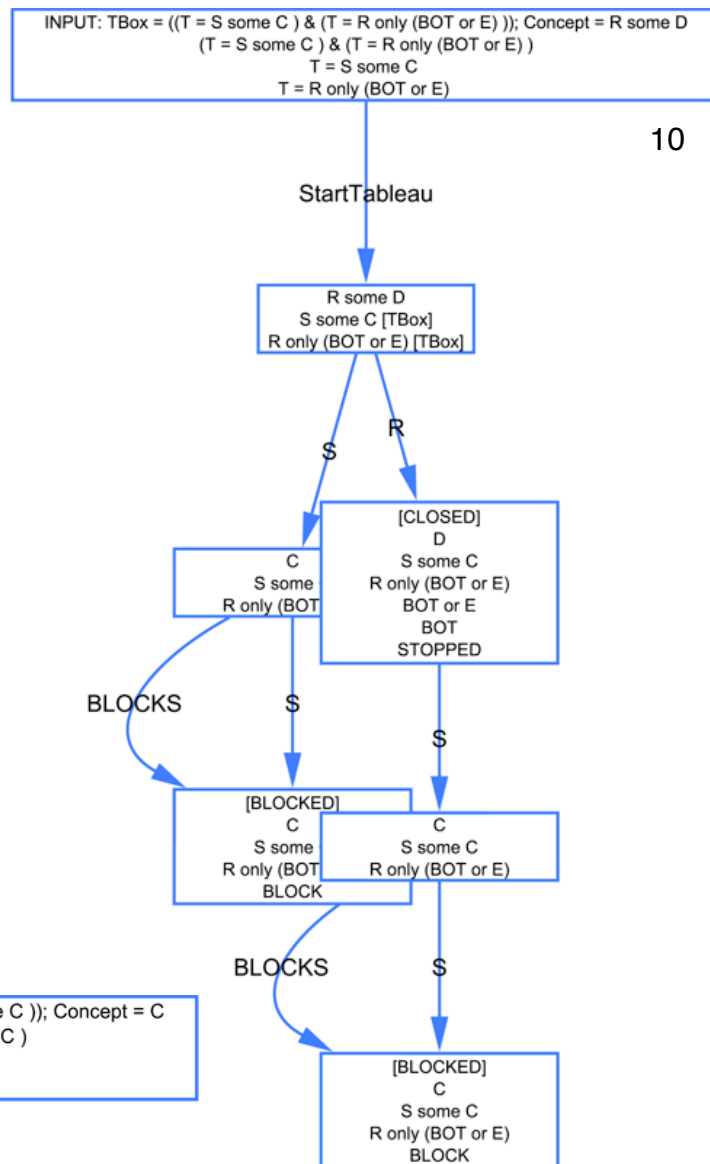 INPUT: TBox = ((T = S some C ) & (T = R only (BOT or E) )); Concept = R some D
(T = S some C ) & (T = R only (BOT or E) )
T = S some C
T = R only (BOT or E)
10
StartTableau
R some D
S some C [TBox]
R only (BOT or E) [TBox]
S
R
[CLOSED]
D
S some C
R only (BOT or E)
BOT or E
BOT
STOPPED
C
S some
R only (BOT
BLOCKS
S
S
[BLOCKED]
C
S some
R only (BOT
BLOCK
C
S some C
R only (BOT or E)
BLOCKS
S
e C )); Concept = C
C )
[BLOCKED]
C
S some C
R only (BOT or E)
BLOCK